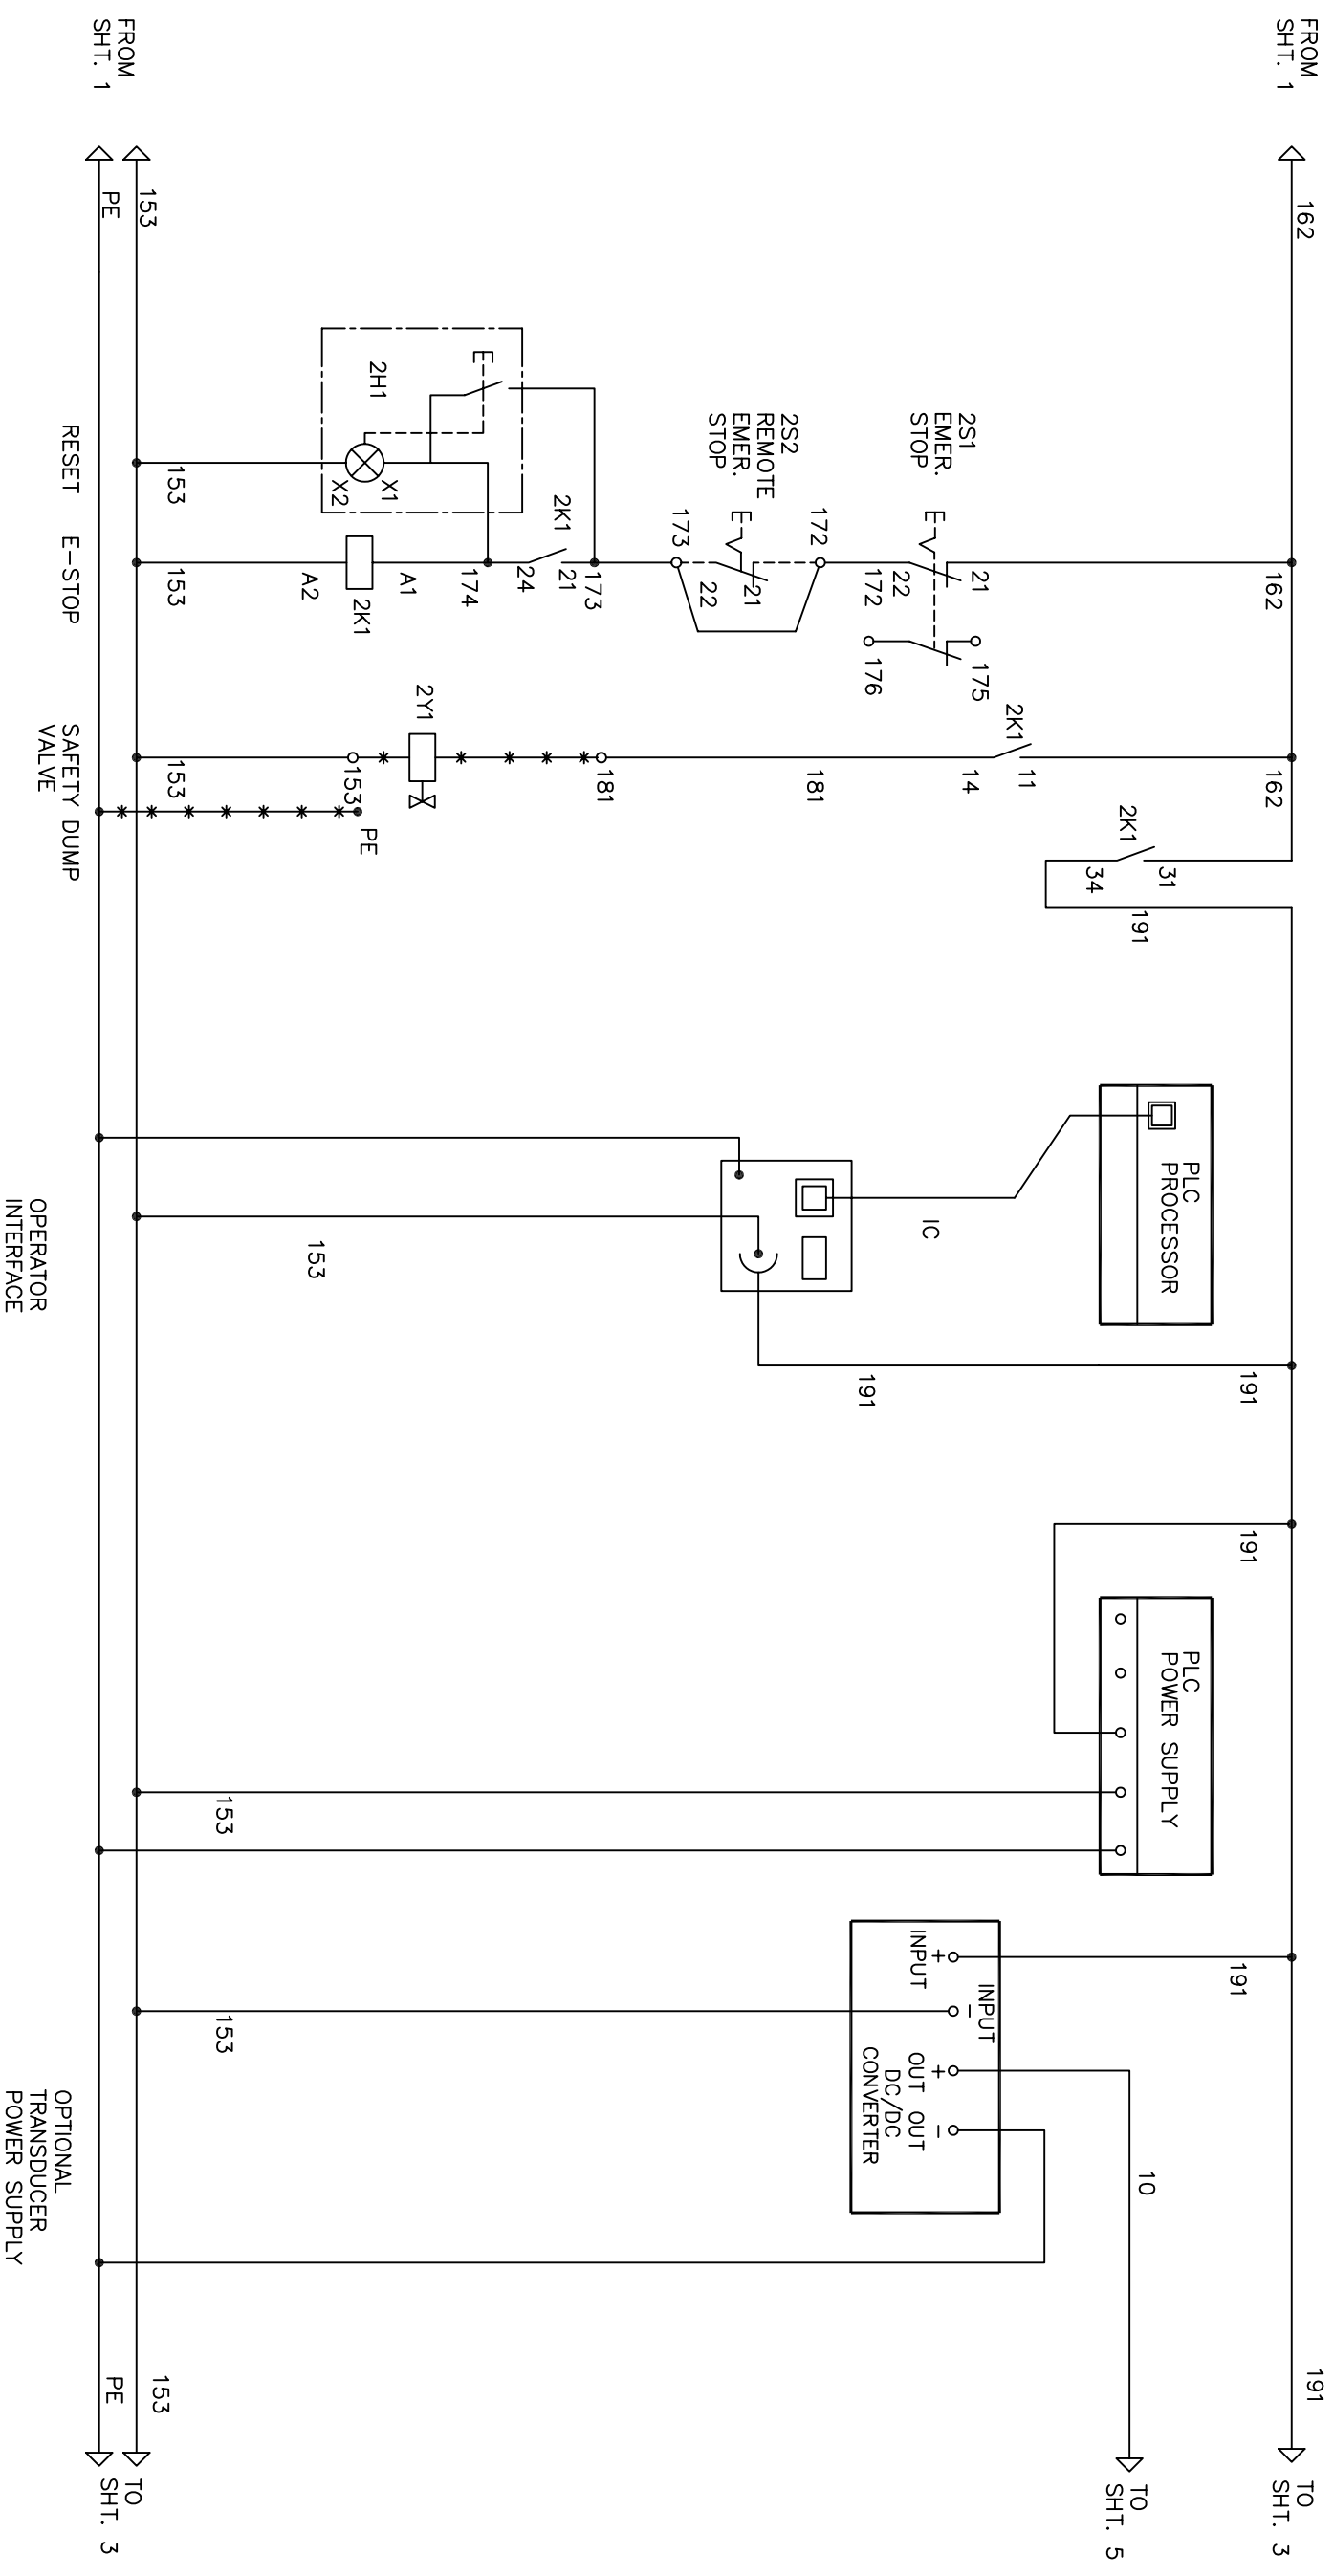 FROM
SHT. 1
162
162
162
2K1
31
34
191
191
191
191
191
TO
SHT. 3
2S1
EMER.
STOP
21
22
172
175
176
2K1
11
14
181
181
PLC
PROCESSOR
IC
191
PLC
POWER SUPPLY
10
TO
SHT. 5
2S2
REMOTE
EMER.
STOP
172
21
22
173
INPUT
+
INPUT
-
OUT
+
OUT
-
DC/DC
CONVERTER
173
2K1
21
24
174
2H1
X1
X2
A1
2K1
A2
2Y1
153
PE
153
153
153
153
153
153
153
153
FROM
SHT. 1
PE
PE
TO
SHT. 3
RESET
E-STOP
SAFETY DUMP
VALVE
OPERATOR
INTERFACE
OPTIONAL
TRANSDUCER
POWER SUPPLY